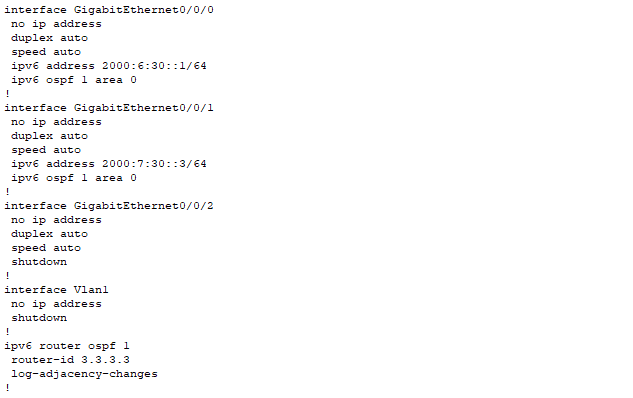 interface GigabitEthernet0/0/0
 no ip address
 duplex auto
 speed auto
 ipv6 address 2000:6:30::1/64
 ipv6 ospf 1 area 0
!
interface GigabitEthernet0/0/1
 no ip address
 duplex auto
 speed auto
 ipv6 address 2000:7:30::3/64
 ipv6 ospf 1 area 0
!
interface GigabitEthernet0/0/2
 no ip address
 duplex auto
 speed auto
 shutdown
!
interface Vlan1
 no ip address
 shutdown
!
ipv6 router ospf 1
 router-id 3.3.3.3
 log-adjacency-changes
!